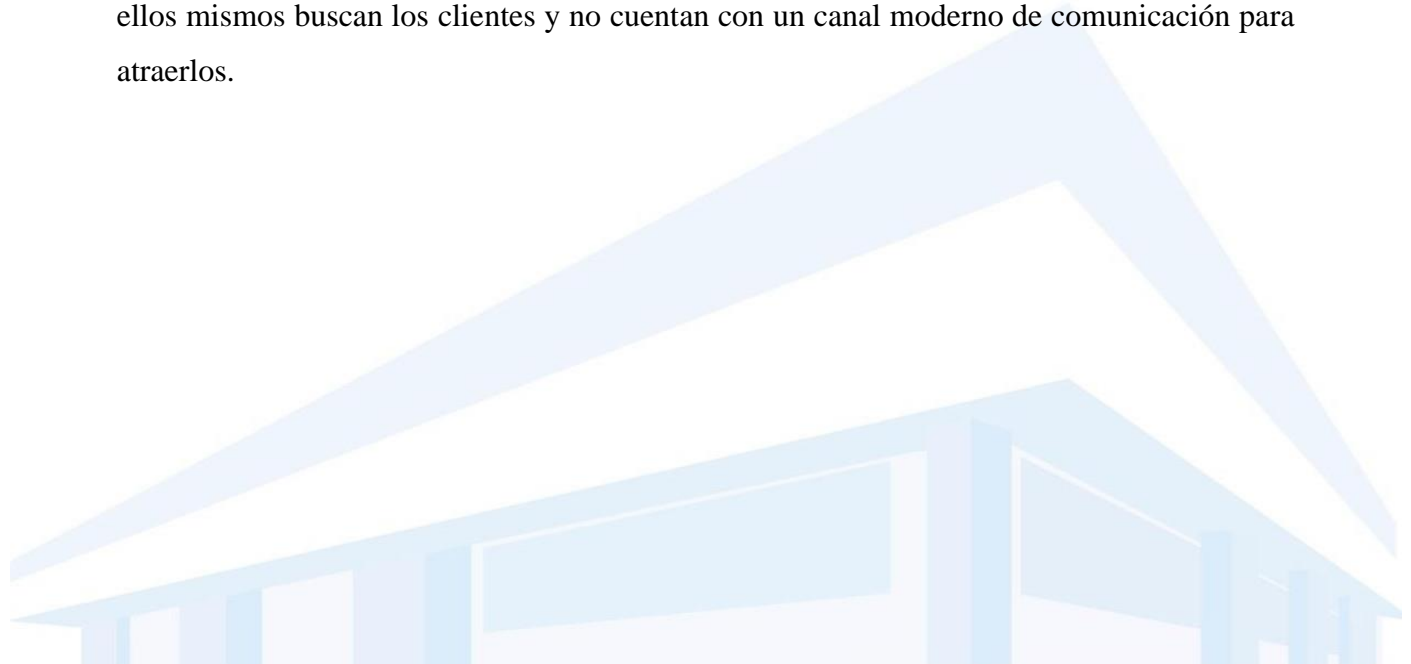 ellos mismos buscan los clientes y no cuentan con un canal moderno de comunicación para
atraerlos.